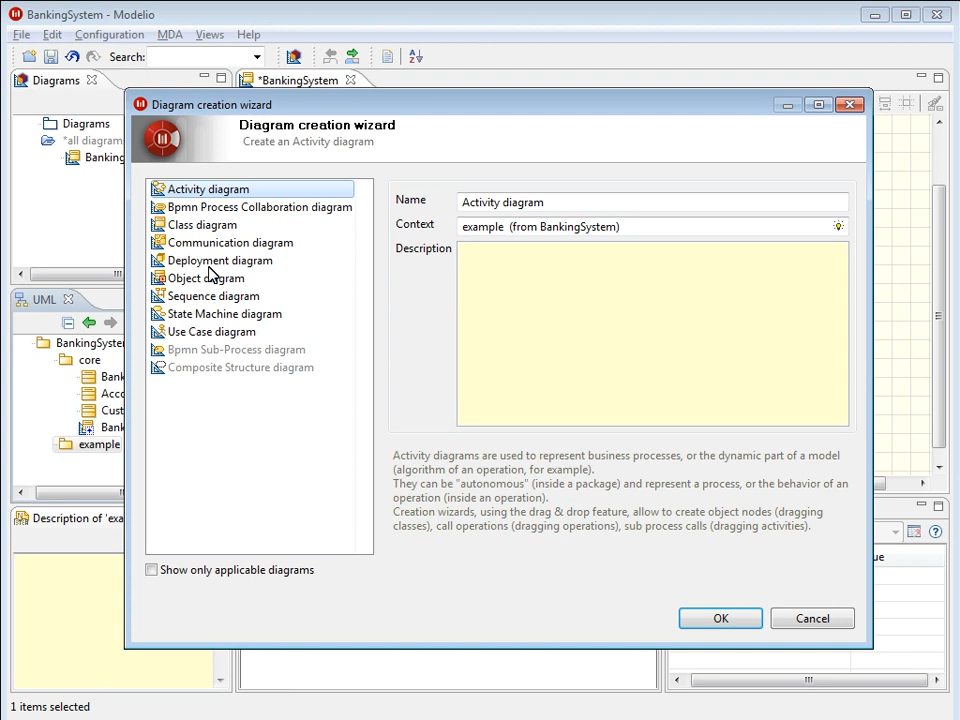 BankingSystem - Modelio
File Edit Configuration MDA Views Help
Search:
Diagrams
*BankingSystem
Diagrams
*all diagram
Banking
UML
BankingSyste
core
Bank
Acco
Cust
Bank
example
Description of 'exa
ue
1 items selected
Diagram creation wizard
Diagram creation wizard
Create an Activity diagram
Activity diagram
Bpmn Process Collaboration diagram
Class diagram
Communication diagram
Deployment diagram
Object diagram
Sequence diagram
State Machine diagram
Use Case diagram
Bpmn Sub-Process diagram
Composite Structure diagram
Show only applicable diagrams
Name Activity diagram
Context example (from BankingSystem)
Description
Activity diagrams are used to represent business processes, or the dynamic part of a model
(algorithm of an operation, for example).
They can be "autonomous" (inside a package) and represent a process, or the behavior of an
operation (inside an operation).
Creation wizards, using the drag & drop feature, allow to create object nodes (dragging
classes), call operations (dragging operations), sub process calls (dragging activities).
OK Cancel